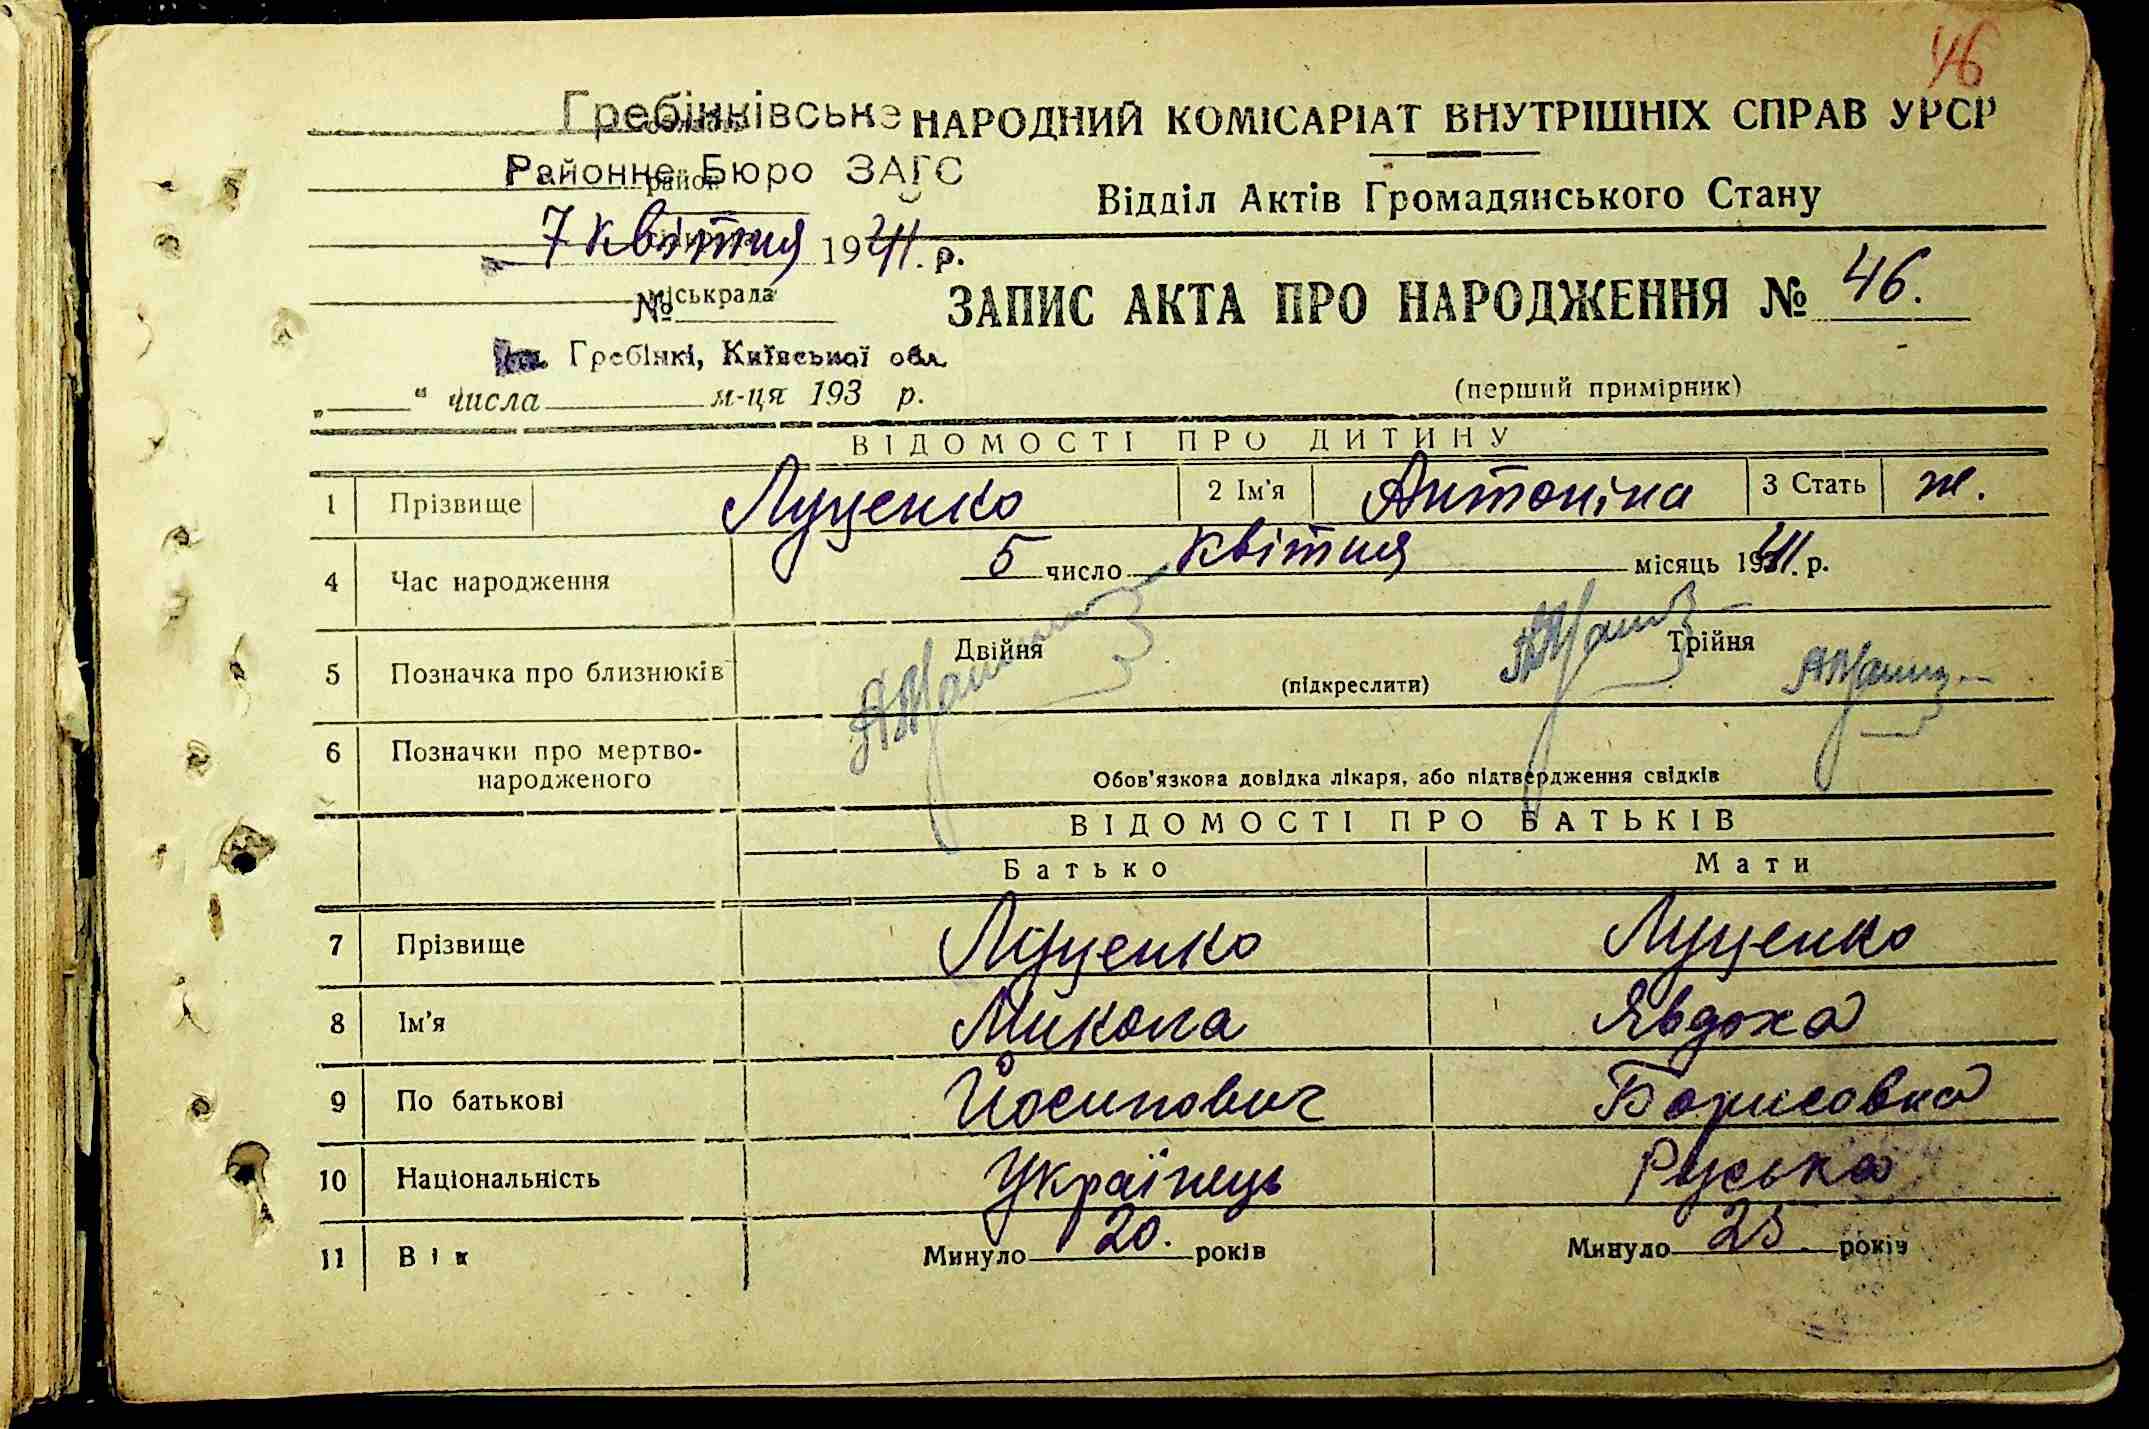 46
Гребінківське НАРОДНИЙ КОМІСАРІАТ ВНУТРІШНІХ СПРАВ УРСР
Районне Бюро ЗАГС
район
Відділ Актів Громадянського Стану
7 квітня 1941. р.
міськрада
№
ЗАПИС АКТА ПРО НАРОДЖЕННЯ № 46.
Гребінкі, Київської обл.
„ “ числа м-ця 193 р.
(перший примірник)
ВІДОМОСТІ ПРО ДИТИНУ
1 Прізвище Луценко 2 Ім'я Антоніна 3 Стать ж.
4 Час народження 5 число квітня місяць 1941. р.
5 Позначка про близнюків Двійня (підкреслити) Трійня
6 Позначки про мертво-
народженого
Обов'язкова довідка лікаря, або підтвердження свідків
ВІДОМОСТІ ПРО БАТЬКІВ
Батько Мати
7 Прізвище Луценко Луценко
8 Ім'я Микола Явдоха
9 По батькові Йосипович Борисовна
10 Національність Українець Руська
11 Вік Минуло 20. років Минуло 23 років